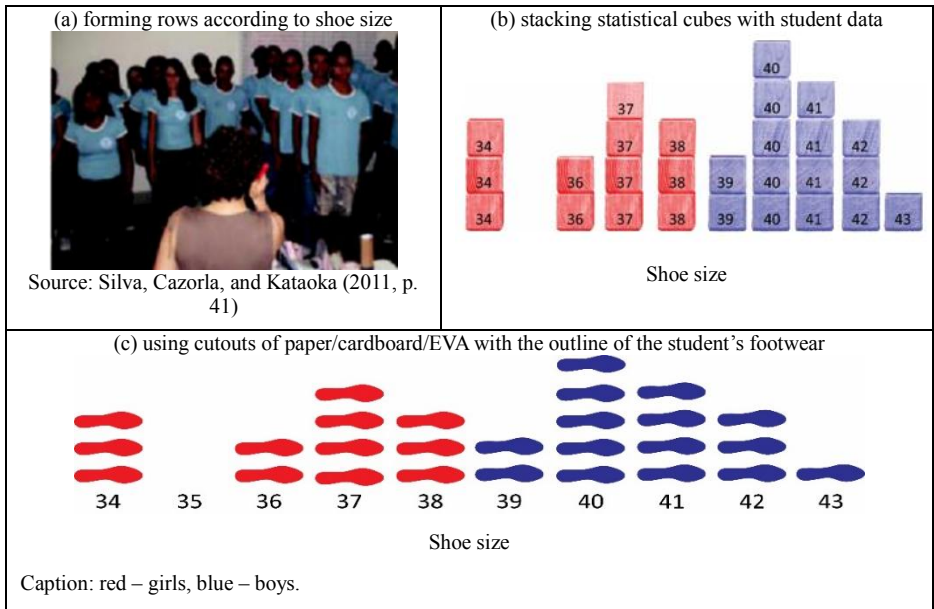 (a) forming rows according to shoe size
Source: Silva, Cazorla, and Kataoka (2011, p.
41)
(b) stacking statistical cubes with student data
40
37 40 41
34 37 38 40 41 42
34 36 37 38 39 40 41 42
34 36 37 38 39 40 41 42 43
Shoe size
(c) using cutouts of paper/cardboard/EVA with the outline of the student’s footwear
34 35 36 37 38 39 40 41 42 43
Shoe size
Caption: red – girls, blue – boys.